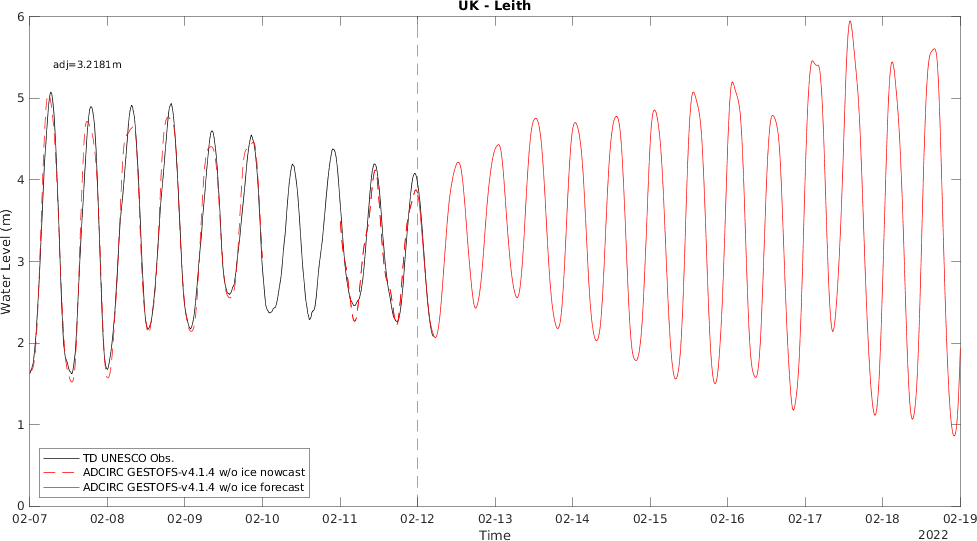 UK - Leith
adj=3.2181m
Water Level (m)
6
5
4
3
2
1
0
TD UNESCO Obs.
ADCIRC GESTOFS-v4.1.4 w/o ice nowcast
ADCIRC GESTOFS-v4.1.4 w/o ice forecast
02-07 02-08 02-09 02-10 02-11 02-12 02-13 02-14 02-15 02-16 02-17 02-18 02-19
Time
2022